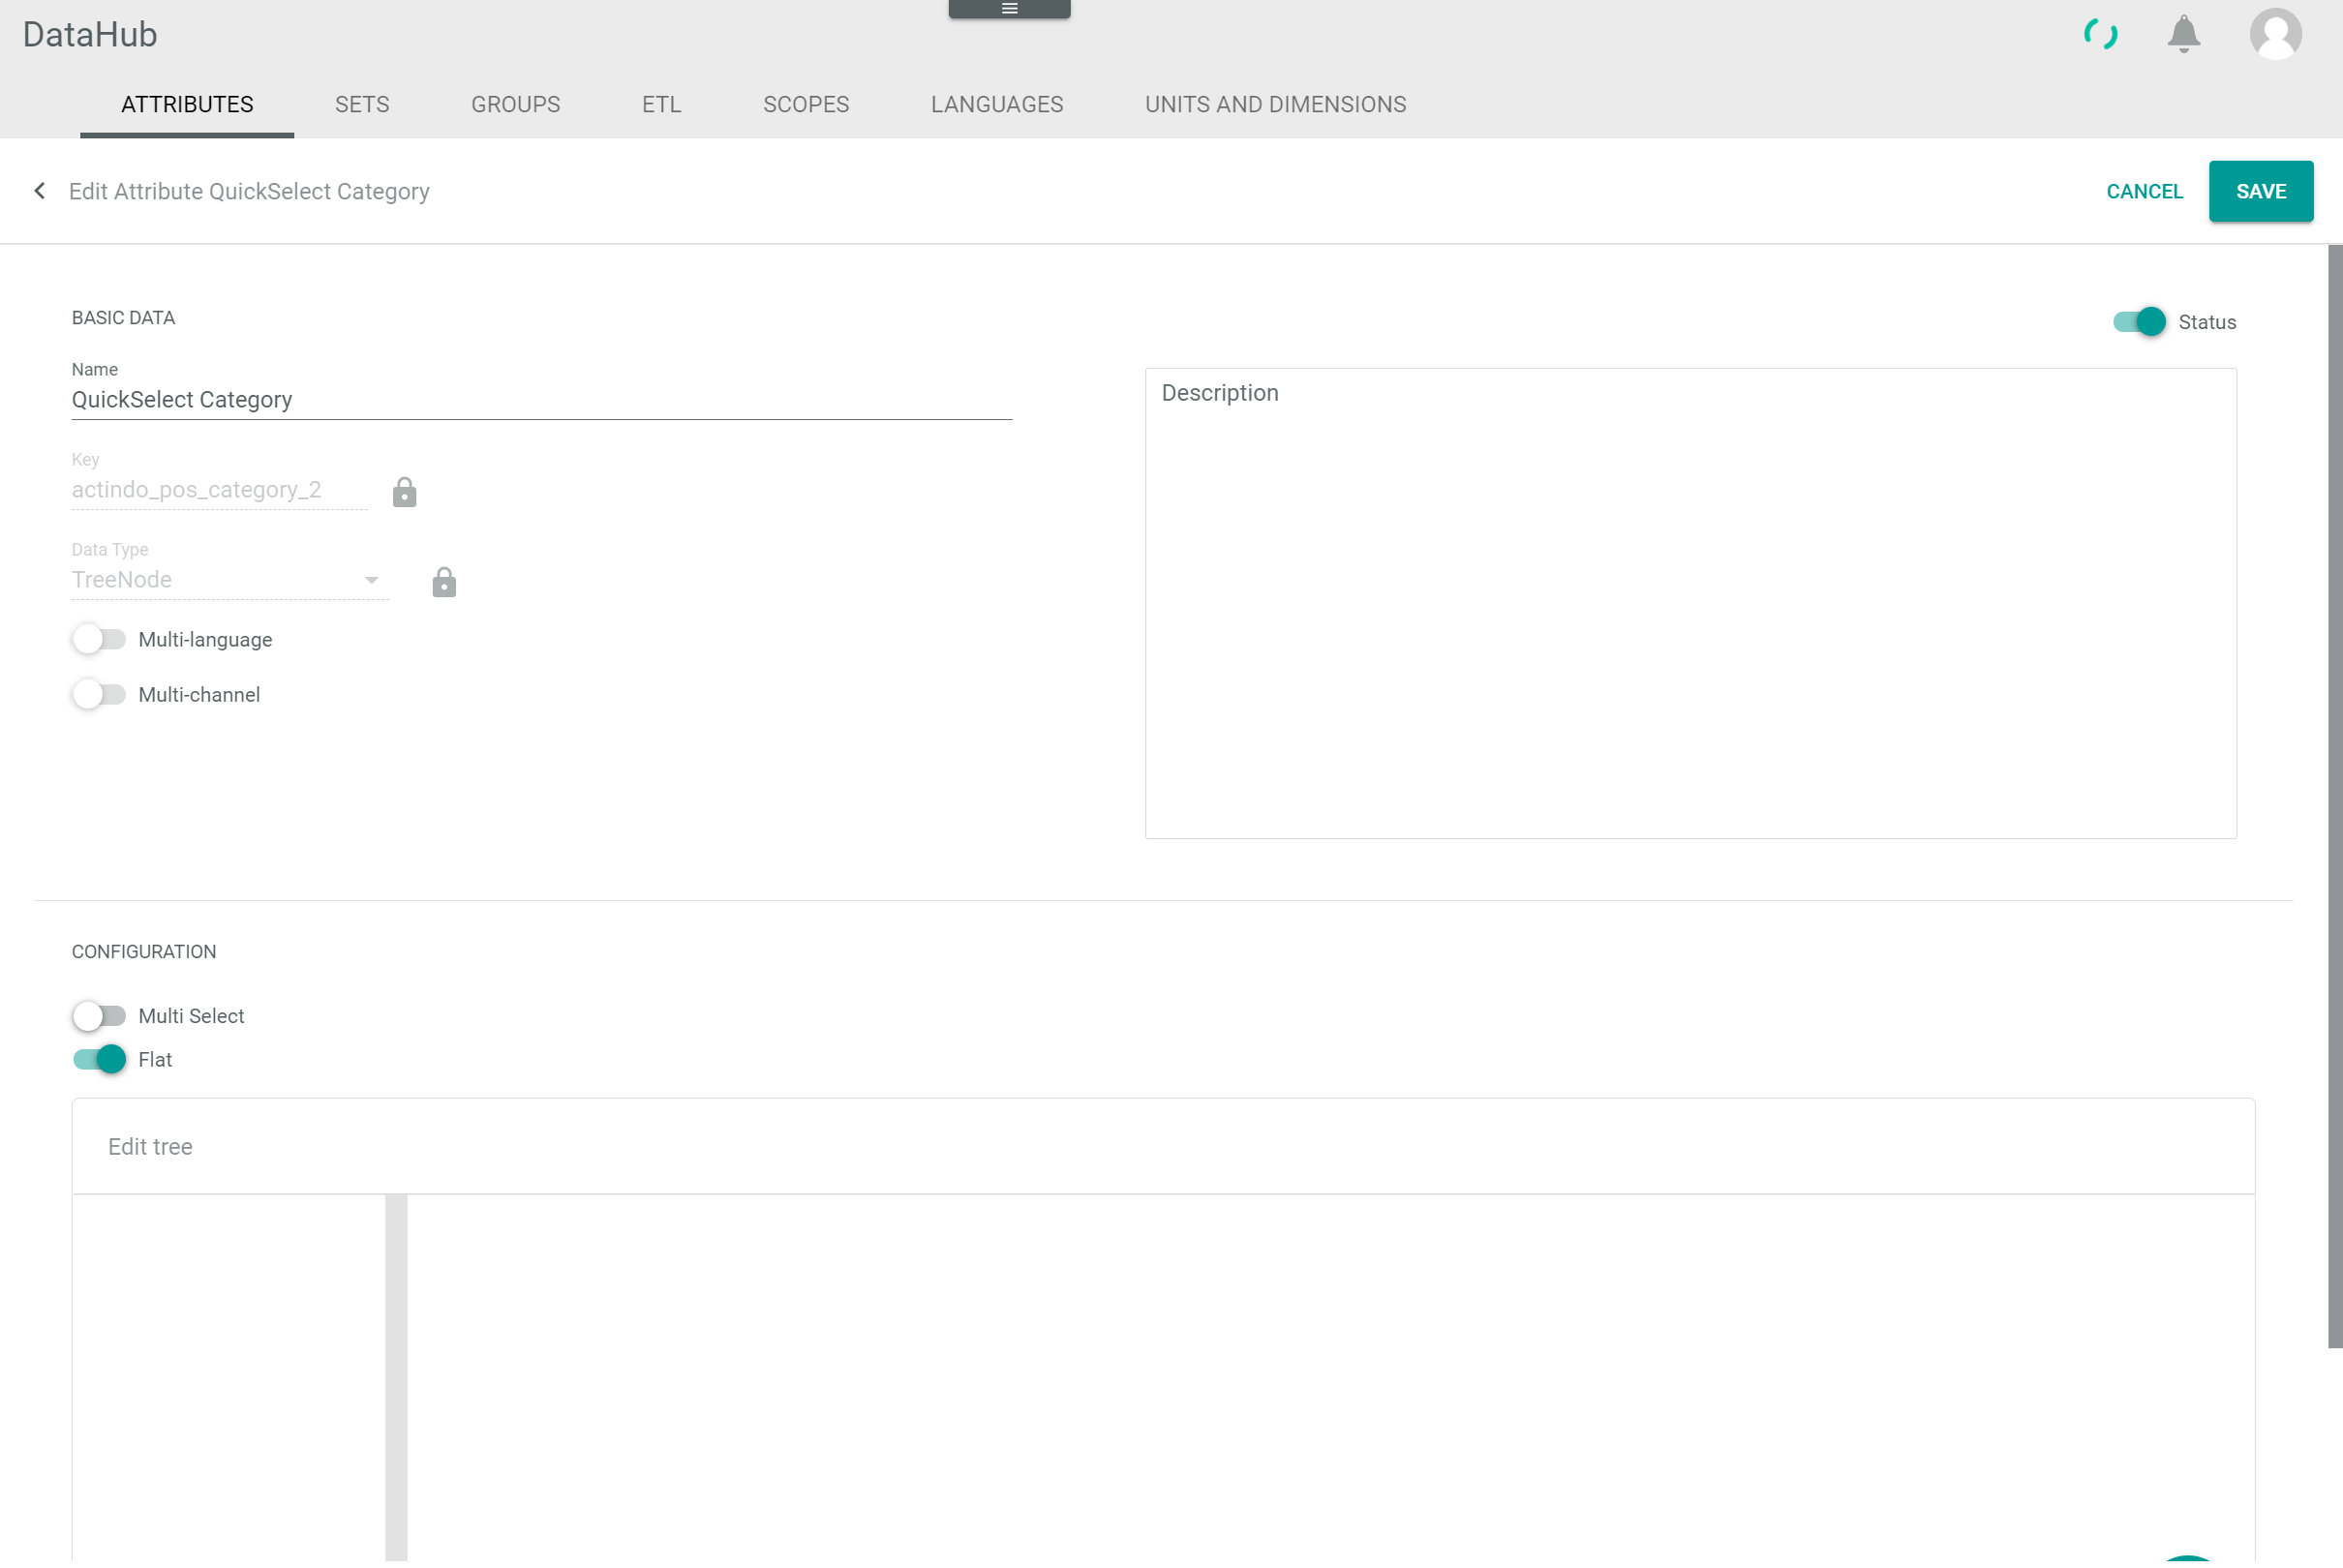 DataHub
ATTRIBUTES SETS GROUPS ETL SCOPES LANGUAGES UNITS AND DIMENSIONS
Edit Attribute QuickSelect Category CANCEL SAVE
BASIC DATA
Status
Name
QuickSelect Category
Description
Key
actindo_pos_category_2
Data Type
TreeNode
Multi-language
Multi-channel
CONFIGURATION
Multi Select
Flat
Edit tree